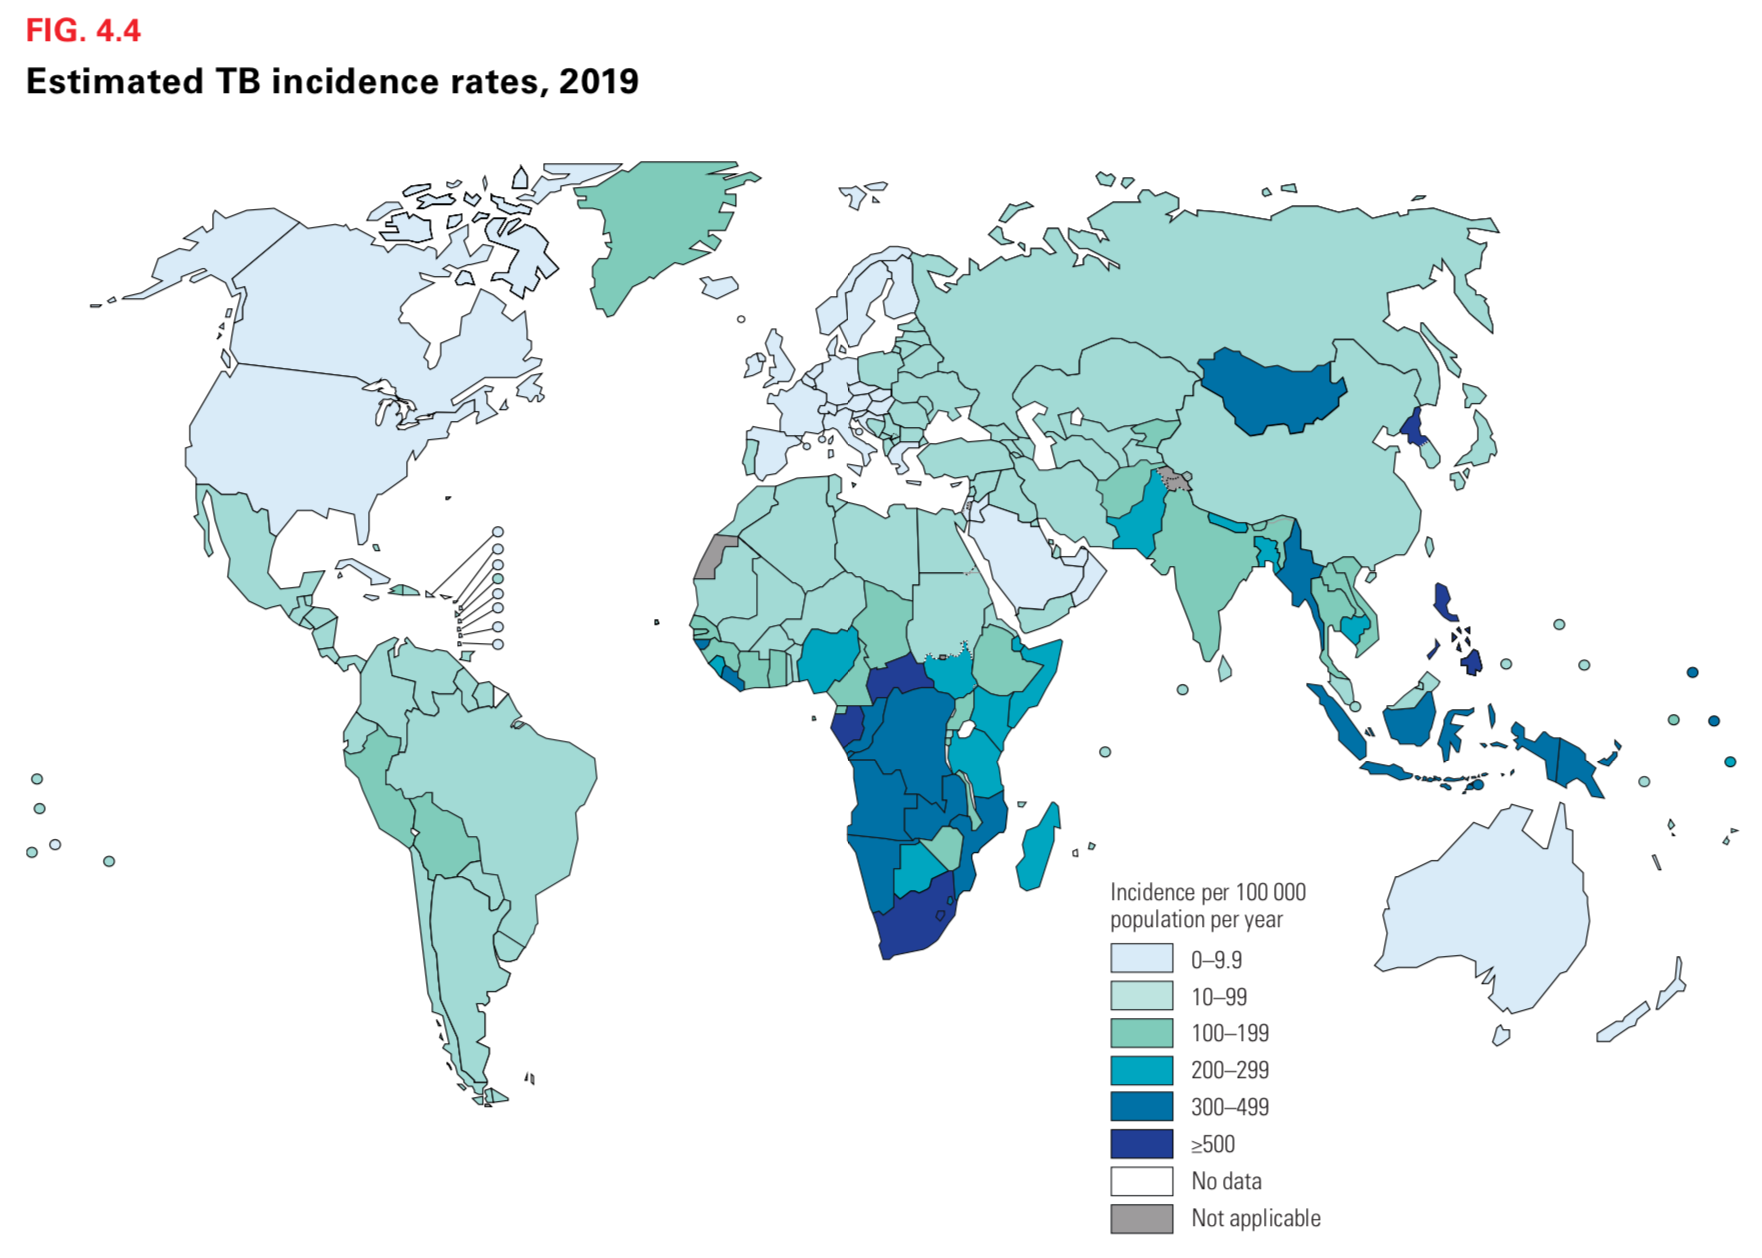 FIG. 4.4
Estimated TB incidence rates, 2019
Incidence per 100 000
population per year
0–9.9
10–99
100–199
200–299
300–499
≥500
No data
Not applicable